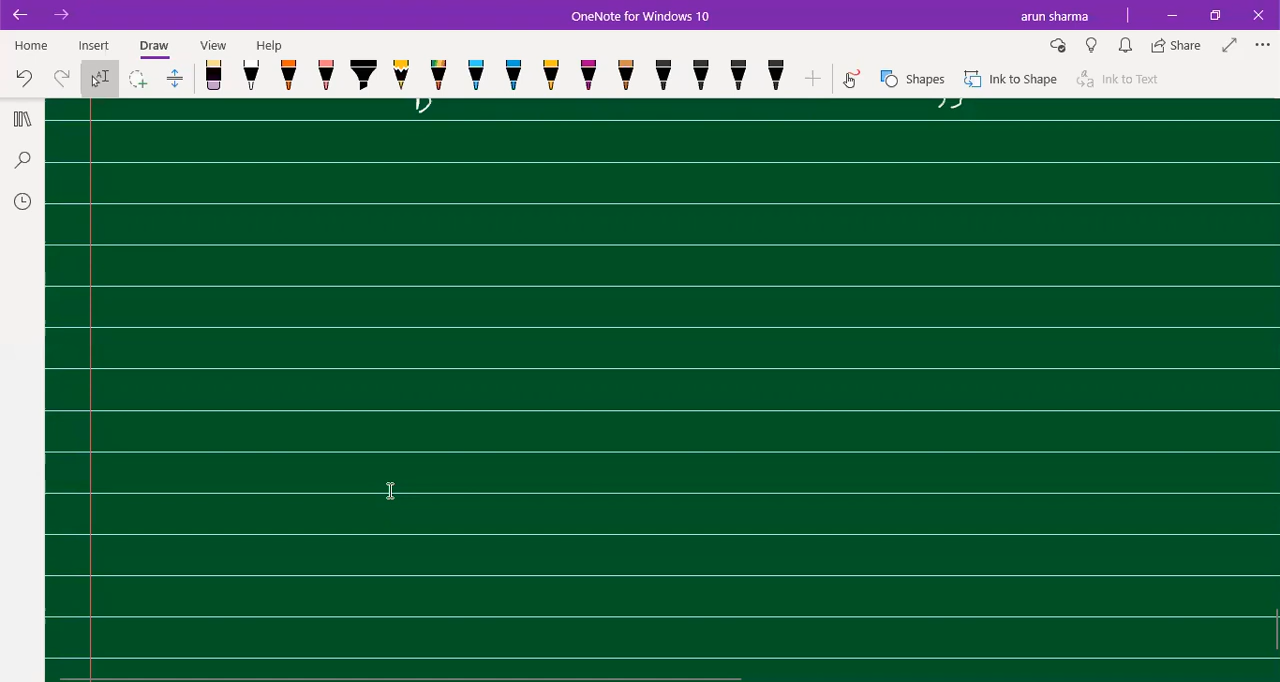 OneNote for Windows 10
arun sharma
Home Insert Draw View Help
Share
Shapes Ink to Shape Ink to Text